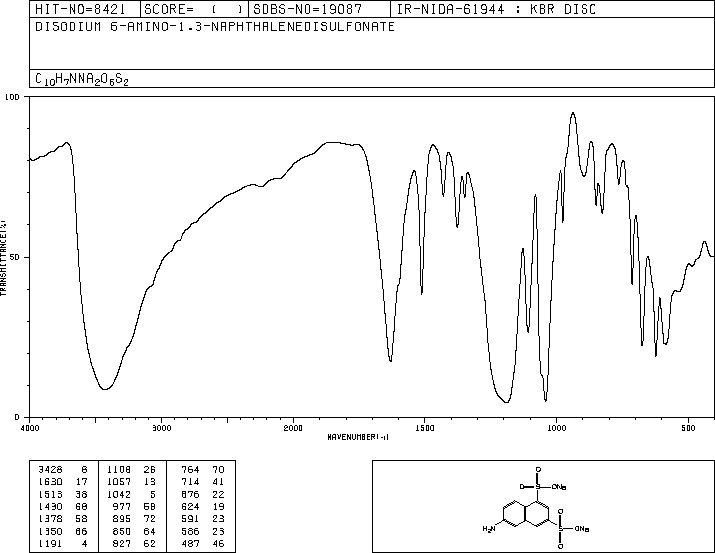 HIT-NO=8421 SCORE= ( ) SDBS-NO=19087 IR-NIDA-61944 : KBR DISC
DISODIUM 6-AMINO-1,3-NAPHTHALENEDISULFONATE
C10H7NNA2O6S2
100
50
0
TRANSMITTANCE(%)
4000 3000 2000 1500 1000 500
WAVENUMBER(-1)
3428 8 1108 26 764 70
1630 17 1057 13 714 41
1513 38 1042 5 676 22
1430 68 977 60 624 19
1378 58 895 72 591 23
1350 66 850 64 586 23
1191 4 827 62 487 46
O
O S ONa
O
O
S ONa
O
H2N